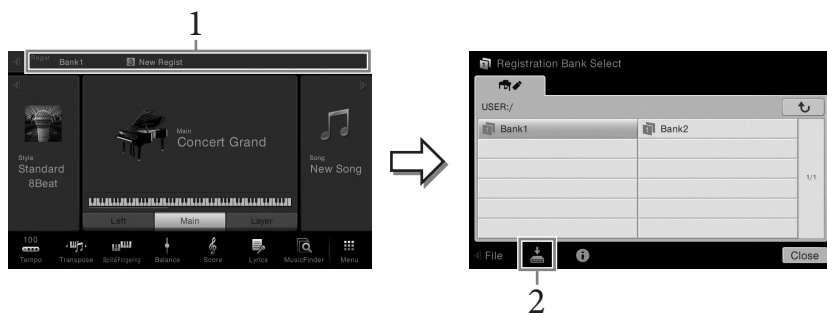 1
Regist Bank1 3 New Regist
Style
Standard
8Beat
Main
Concert Grand
Song
New Song
Left Main Layer
100
Tempo Transpose Split&Fingering Balance Score Lyrics MusicFinder Menu
Registration Bank Select
USER:/
Bank1 Bank2
1/1
File Close
2